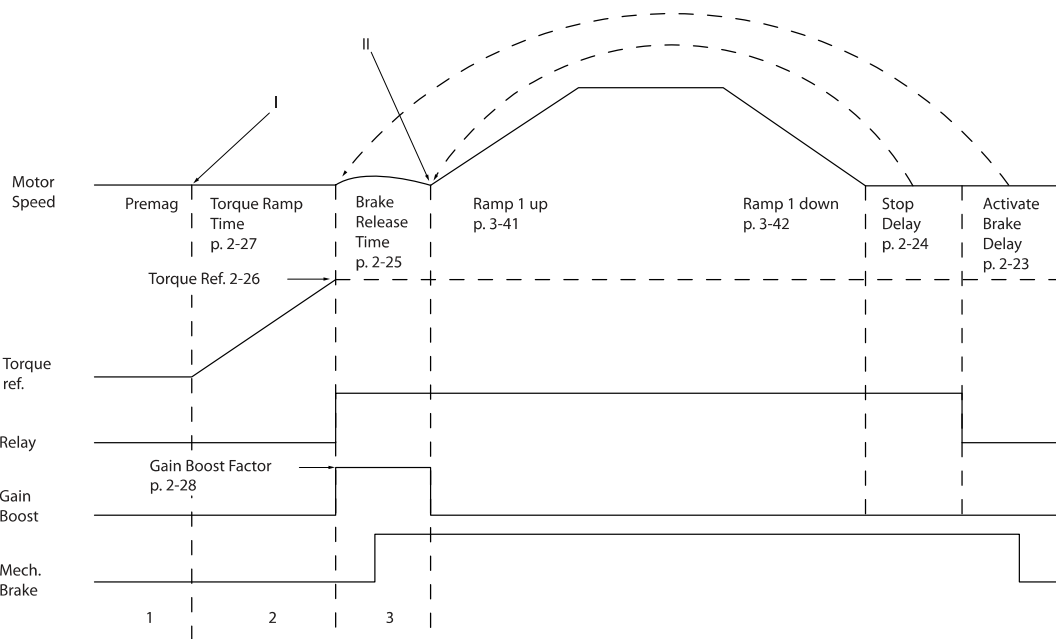 II
I
Motor
Speed
Premag
Torque Ramp
Time
p. 2-27
Brake
Release
Time
p. 2-25
Ramp 1 up
p. 3-41
Ramp 1 down
p. 3-42
Stop
Delay
p. 2-24
Activate
Brake
Delay
p. 2-23
Torque Ref. 2-26
Torque
ref.
Relay
Gain Boost Factor
p. 2-28
Gain
Boost
Mech.
Brake
1
2
3